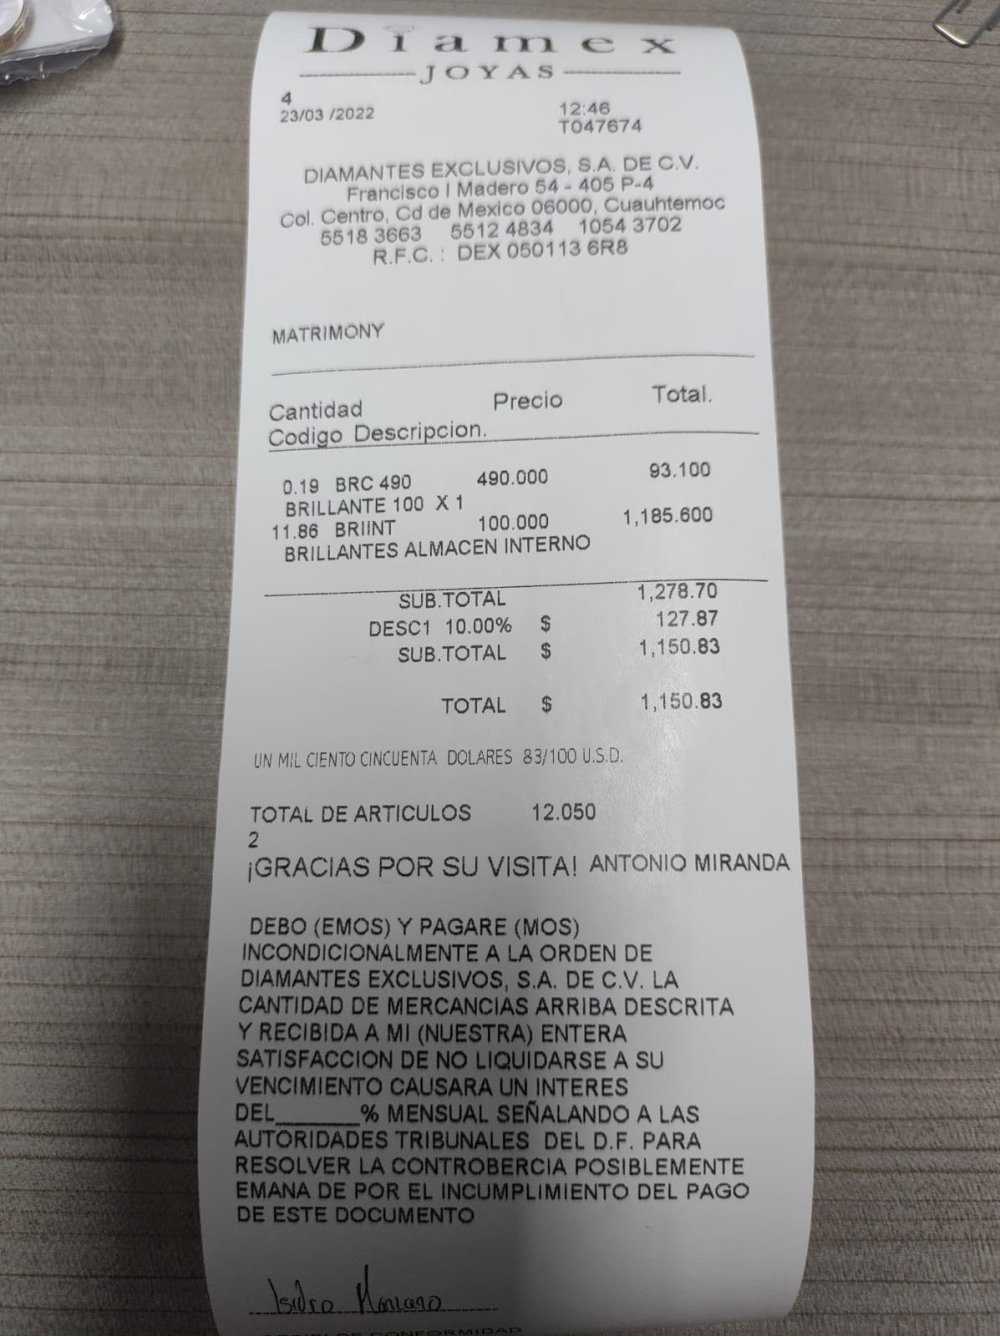 Diamex
JOYAS
4
23/03 /2022 12:46
T047674
DIAMANTES EXCLUSIVOS, S.A. DE C.V.
Francisco I Madero 54 - 405 P-4
Col. Centro, Cd de Mexico 06000, Cuauhtemoc
5518 3663 5512 4834 1054 3702
R.F.C. : DEX 050113 6R8
MATRIMONY
Cantidad Precio Total.
Codigo Descripcion.
0.19 BRC 490 490.000 93.100
BRILLANTE 100 X 1
11.86 BRIINT 100.000 1,185.600
BRILLANTES ALMACEN INTERNO
SUB.TOTAL 1,278.70
DESC1 10.00% $ 127.87
SUB.TOTAL $ 1,150.83
TOTAL $ 1,150.83
UN MIL CIENTO CINCUENTA DOLARES 83/100 U.S.D.
TOTAL DE ARTICULOS 12.050
2
¡GRACIAS POR SU VISITA! ANTONIO MIRANDA
DEBO (EMOS) Y PAGARE (MOS)
INCONDICIONALMENTE A LA ORDEN DE
DIAMANTES EXCLUSIVOS, S.A. DE C.V. LA
CANTIDAD DE MERCANCIAS ARRIBA DESCRITA
Y RECIBIDA A MI (NUESTRA) ENTERA
SATISFACCION DE NO LIQUIDARSE A SU
VENCIMIENTO CAUSARA UN INTERES
DEL______% MENSUAL SEÑALANDO A LAS
AUTORIDADES TRIBUNALES DEL D.F. PARA
RESOLVER LA CONTROBERCIA POSIBLEMENTE
EMANA DE POR EL INCUMPLIMIENTO DEL PAGO
DE ESTE DOCUMENTO
Isidro
DE CONFORMIDAD